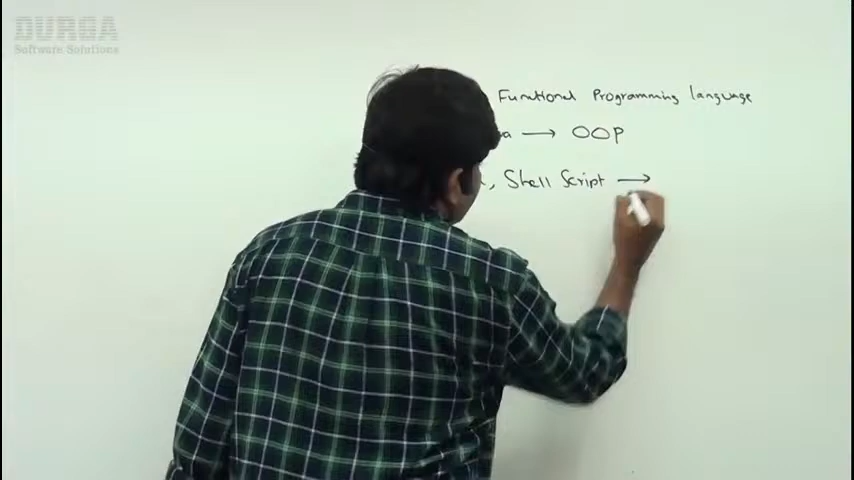 DURGA
Software Solutions
Functional Programming language
a → OOP
, Shell Script →